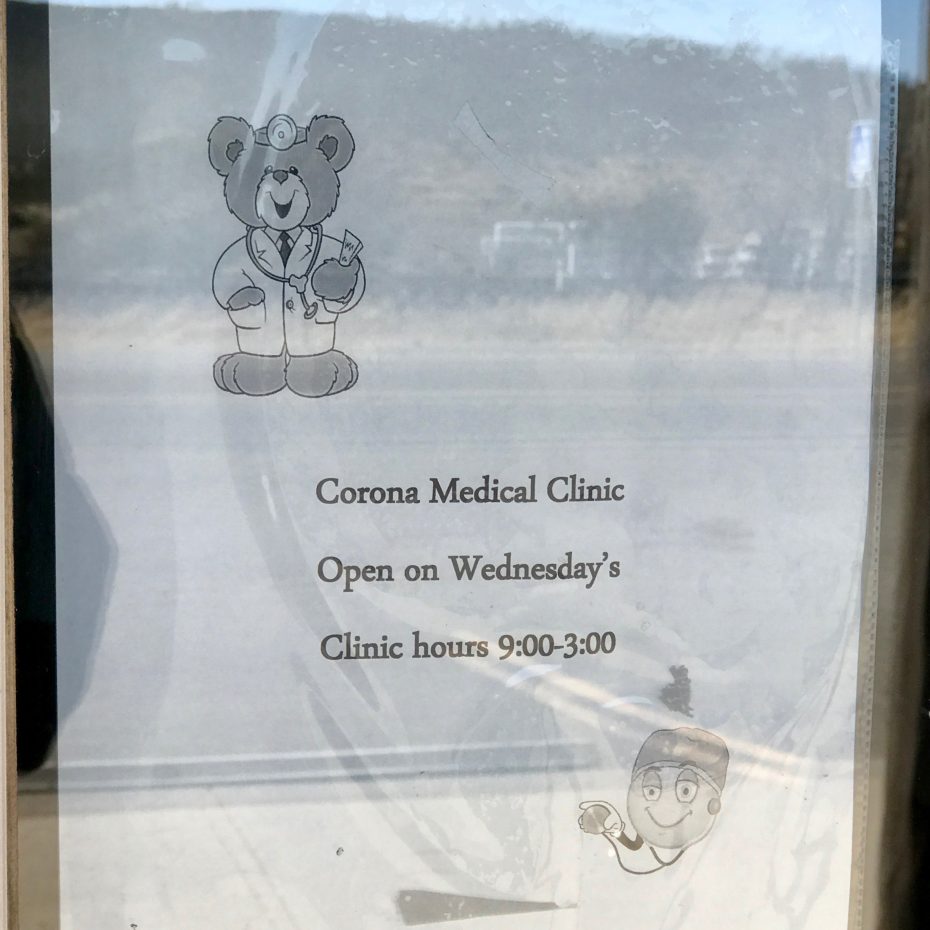 Corona Medical Clinic
Open on Wednesday's
Clinic hours 9:00-3:00